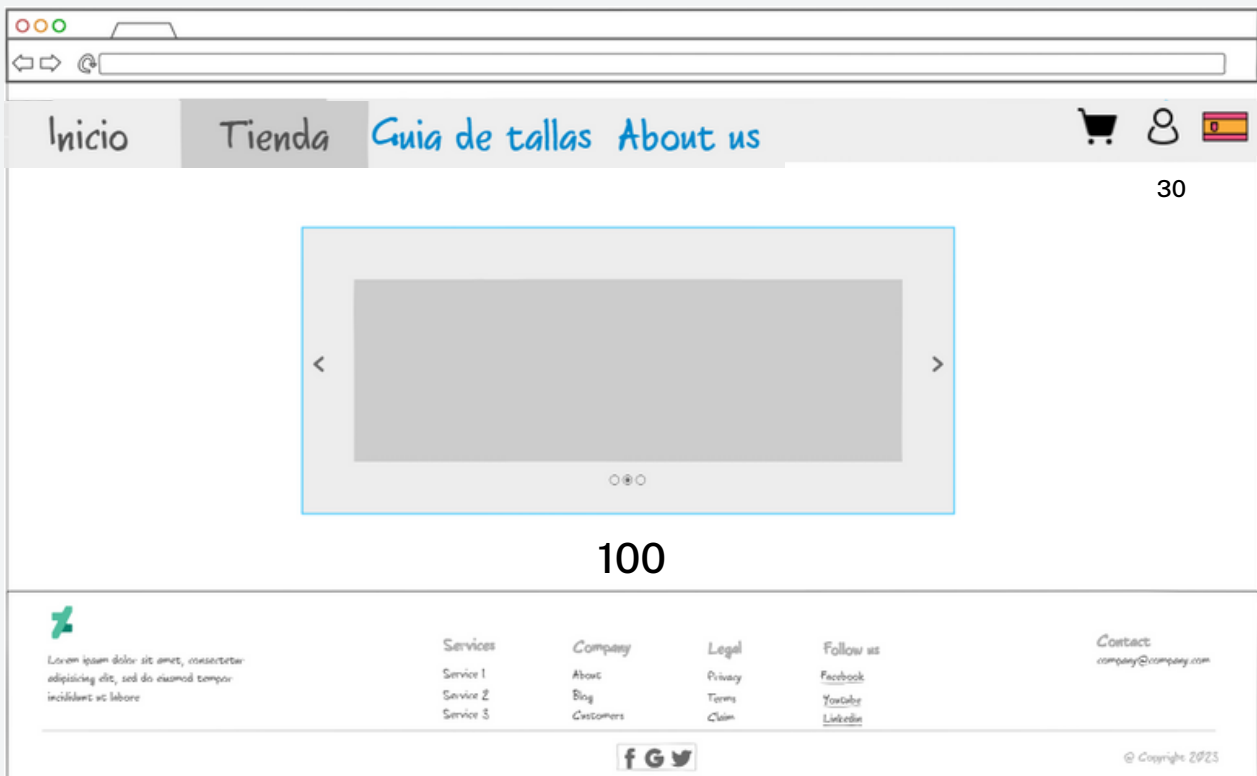 Inicio Tienda Guia de tallas About us
30
100
Lorem ipsum dolor sit amet, consectetur
adipisicing elit, sed do eiusmod tempor
incididunt ut labore
Services
Service 1
Service 2
Service 3
Company
About
Blog
Customers
Legal
Privacy
Terms
Claim
Follow us
Facebook
Youtube
Linkedin
Contact
company@company.com
@ Copyright 2023